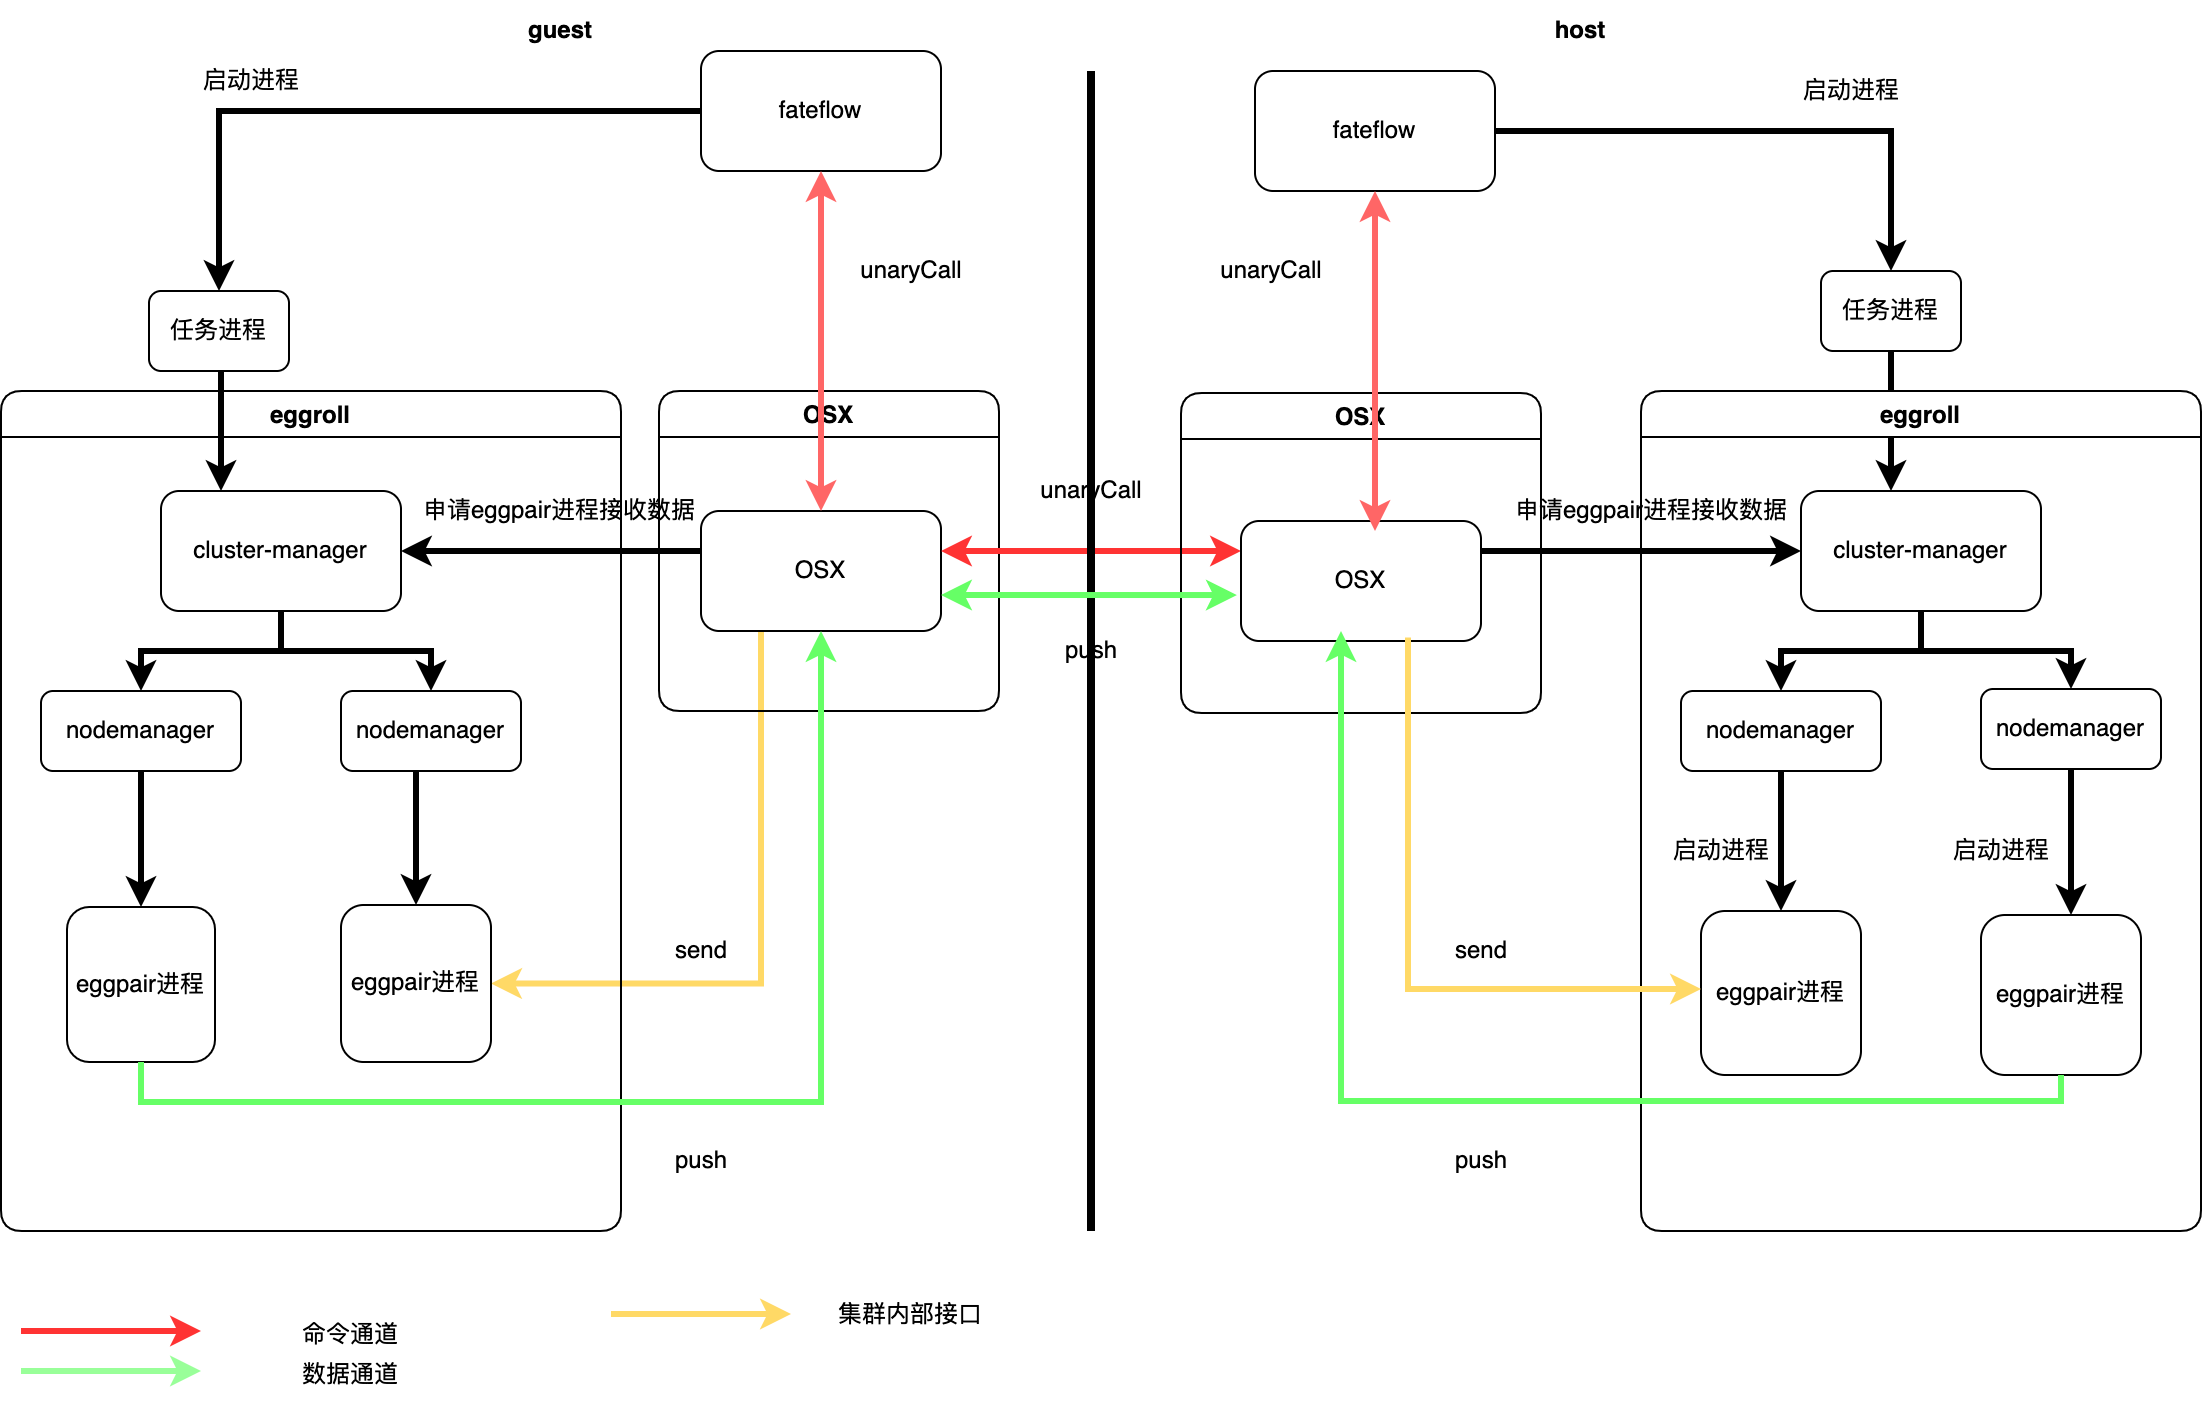 guest
host
启动进程
fateflow
启动进程
fateflow
unaryCall
unaryCall
任务进程
任务进程
eggroll
OSX
OSX
eggroll
unaryCall
申请eggpair进程接收数据
申请eggpair进程接收数据
cluster-manager
OSX
OSX
cluster-manager
push
nodemanager
nodemanager
nodemanager
nodemanager
启动进程
启动进程
send
send
eggpair进程
eggpair进程
eggpair进程
eggpair进程
push
push
命令通道
集群内部接口
数据通道